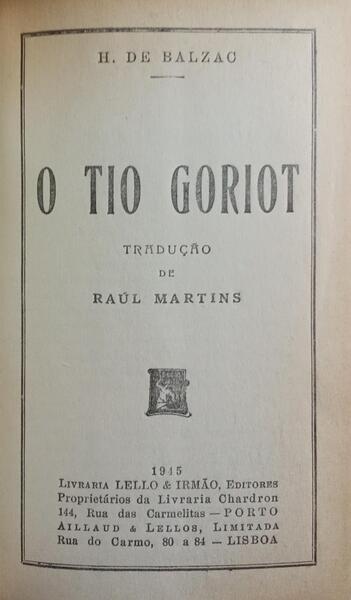 H. DE BALZAC
O TIO GORIOT
TRADUÇÃO
DE
RAÚL MARTINS
1945
LIVRARIA LELLO & IRMÃO, EDITORES
Proprietários da Livraria Chardron
144, Rua das Carmelitas — PORTO
AILLAUD & LELLOS, LIMITADA
Rua do Carmo, 80 a 84 — LISBOA